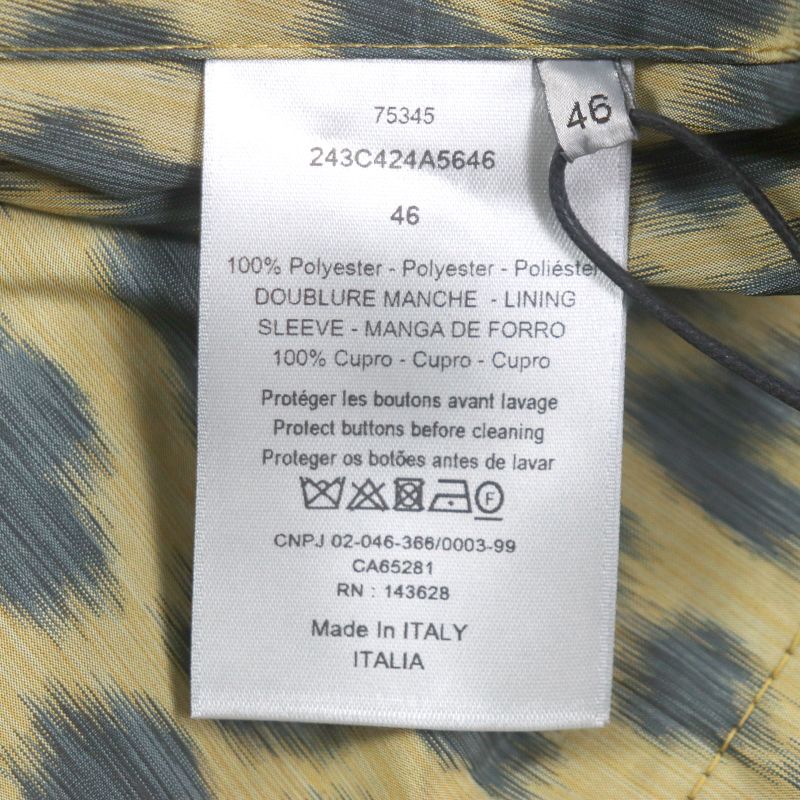 75345
46
243C424A5646
46
100% Polyester - Polyester - Poliéster
DOUBLURE MANCHE - LINING
SLEEVE - MANGA DE FORRO
100% Cupro - Cupro - Cupro
Protéger les boutons avant lavage
Protect buttons before cleaning
Proteger os botões antes de lavar
F
CNPJ 02-046-366/0003-99
CA65281
RN : 143628
Made In ITALY
ITALIA